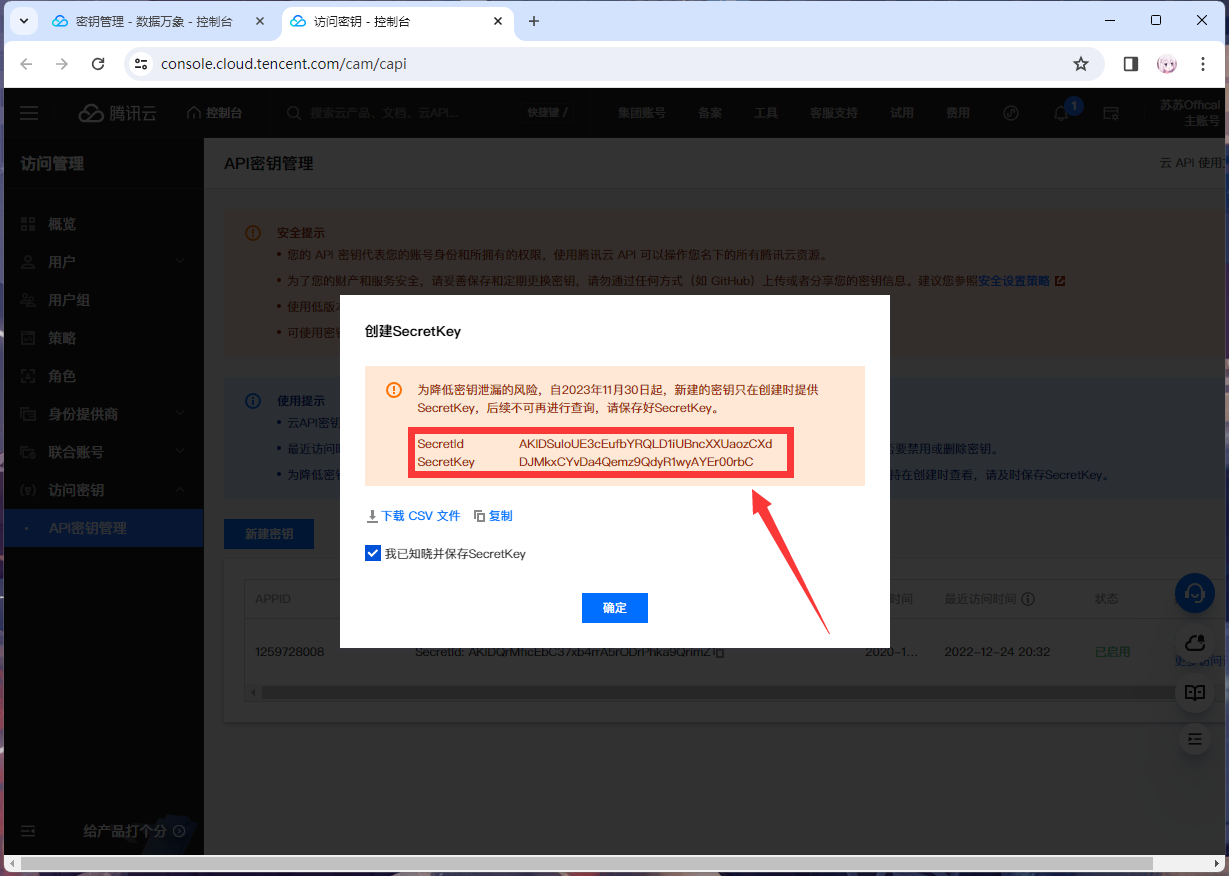 密钥管理 - 数据万象 - 控制台
访问密钥 - 控制台
console.cloud.tencent.com/cam/capi
腾讯云
控制台
搜索云产品、文档、云API...
快捷键 /
集团账号
备案
工具
客服支持
试用
费用
1
苏苏Offical
主账号
访问管理
API密钥管理
云 API 使用
概览
用户
用户组
策略
角色
身份提供商
联合账号
访问密钥
API密钥管理
安全提示
• 您的 API 密钥代表您的账号身份和所拥有的权限，使用腾讯云 API 可以操作您名下的所有腾讯云资源。
• 为了您的财产和服务安全，请妥善保存和定期更换密钥，请勿通过任何方式（如 GitHub）上传或者分享您的密钥信息。建议您参照安全设置策略
• 使用低版
• 可使用密
使用提示
• 云API密
• 最近访问
要禁用或删除密钥。
• 为降低密
持在创建时查看，请及时保存SecretKey。
创建SecretKey
为降低密钥泄漏的风险，自2023年11月30日起，新建的密钥只在创建时提供
SecretKey，后续不可再进行查询，请保存好SecretKey。
SecretId
SecretKey DJMkxCYvDa4Qemz9QdyR1wyAYEr00rbC
下载 CSV 文件 复制
我已知晓并保存SecretKey
确定
新建密钥
APPID
时间
最近访问时间
状态
1259728008
SecretId:
2020-1...
2022-12-24 20:32
已启用
给产品打个分